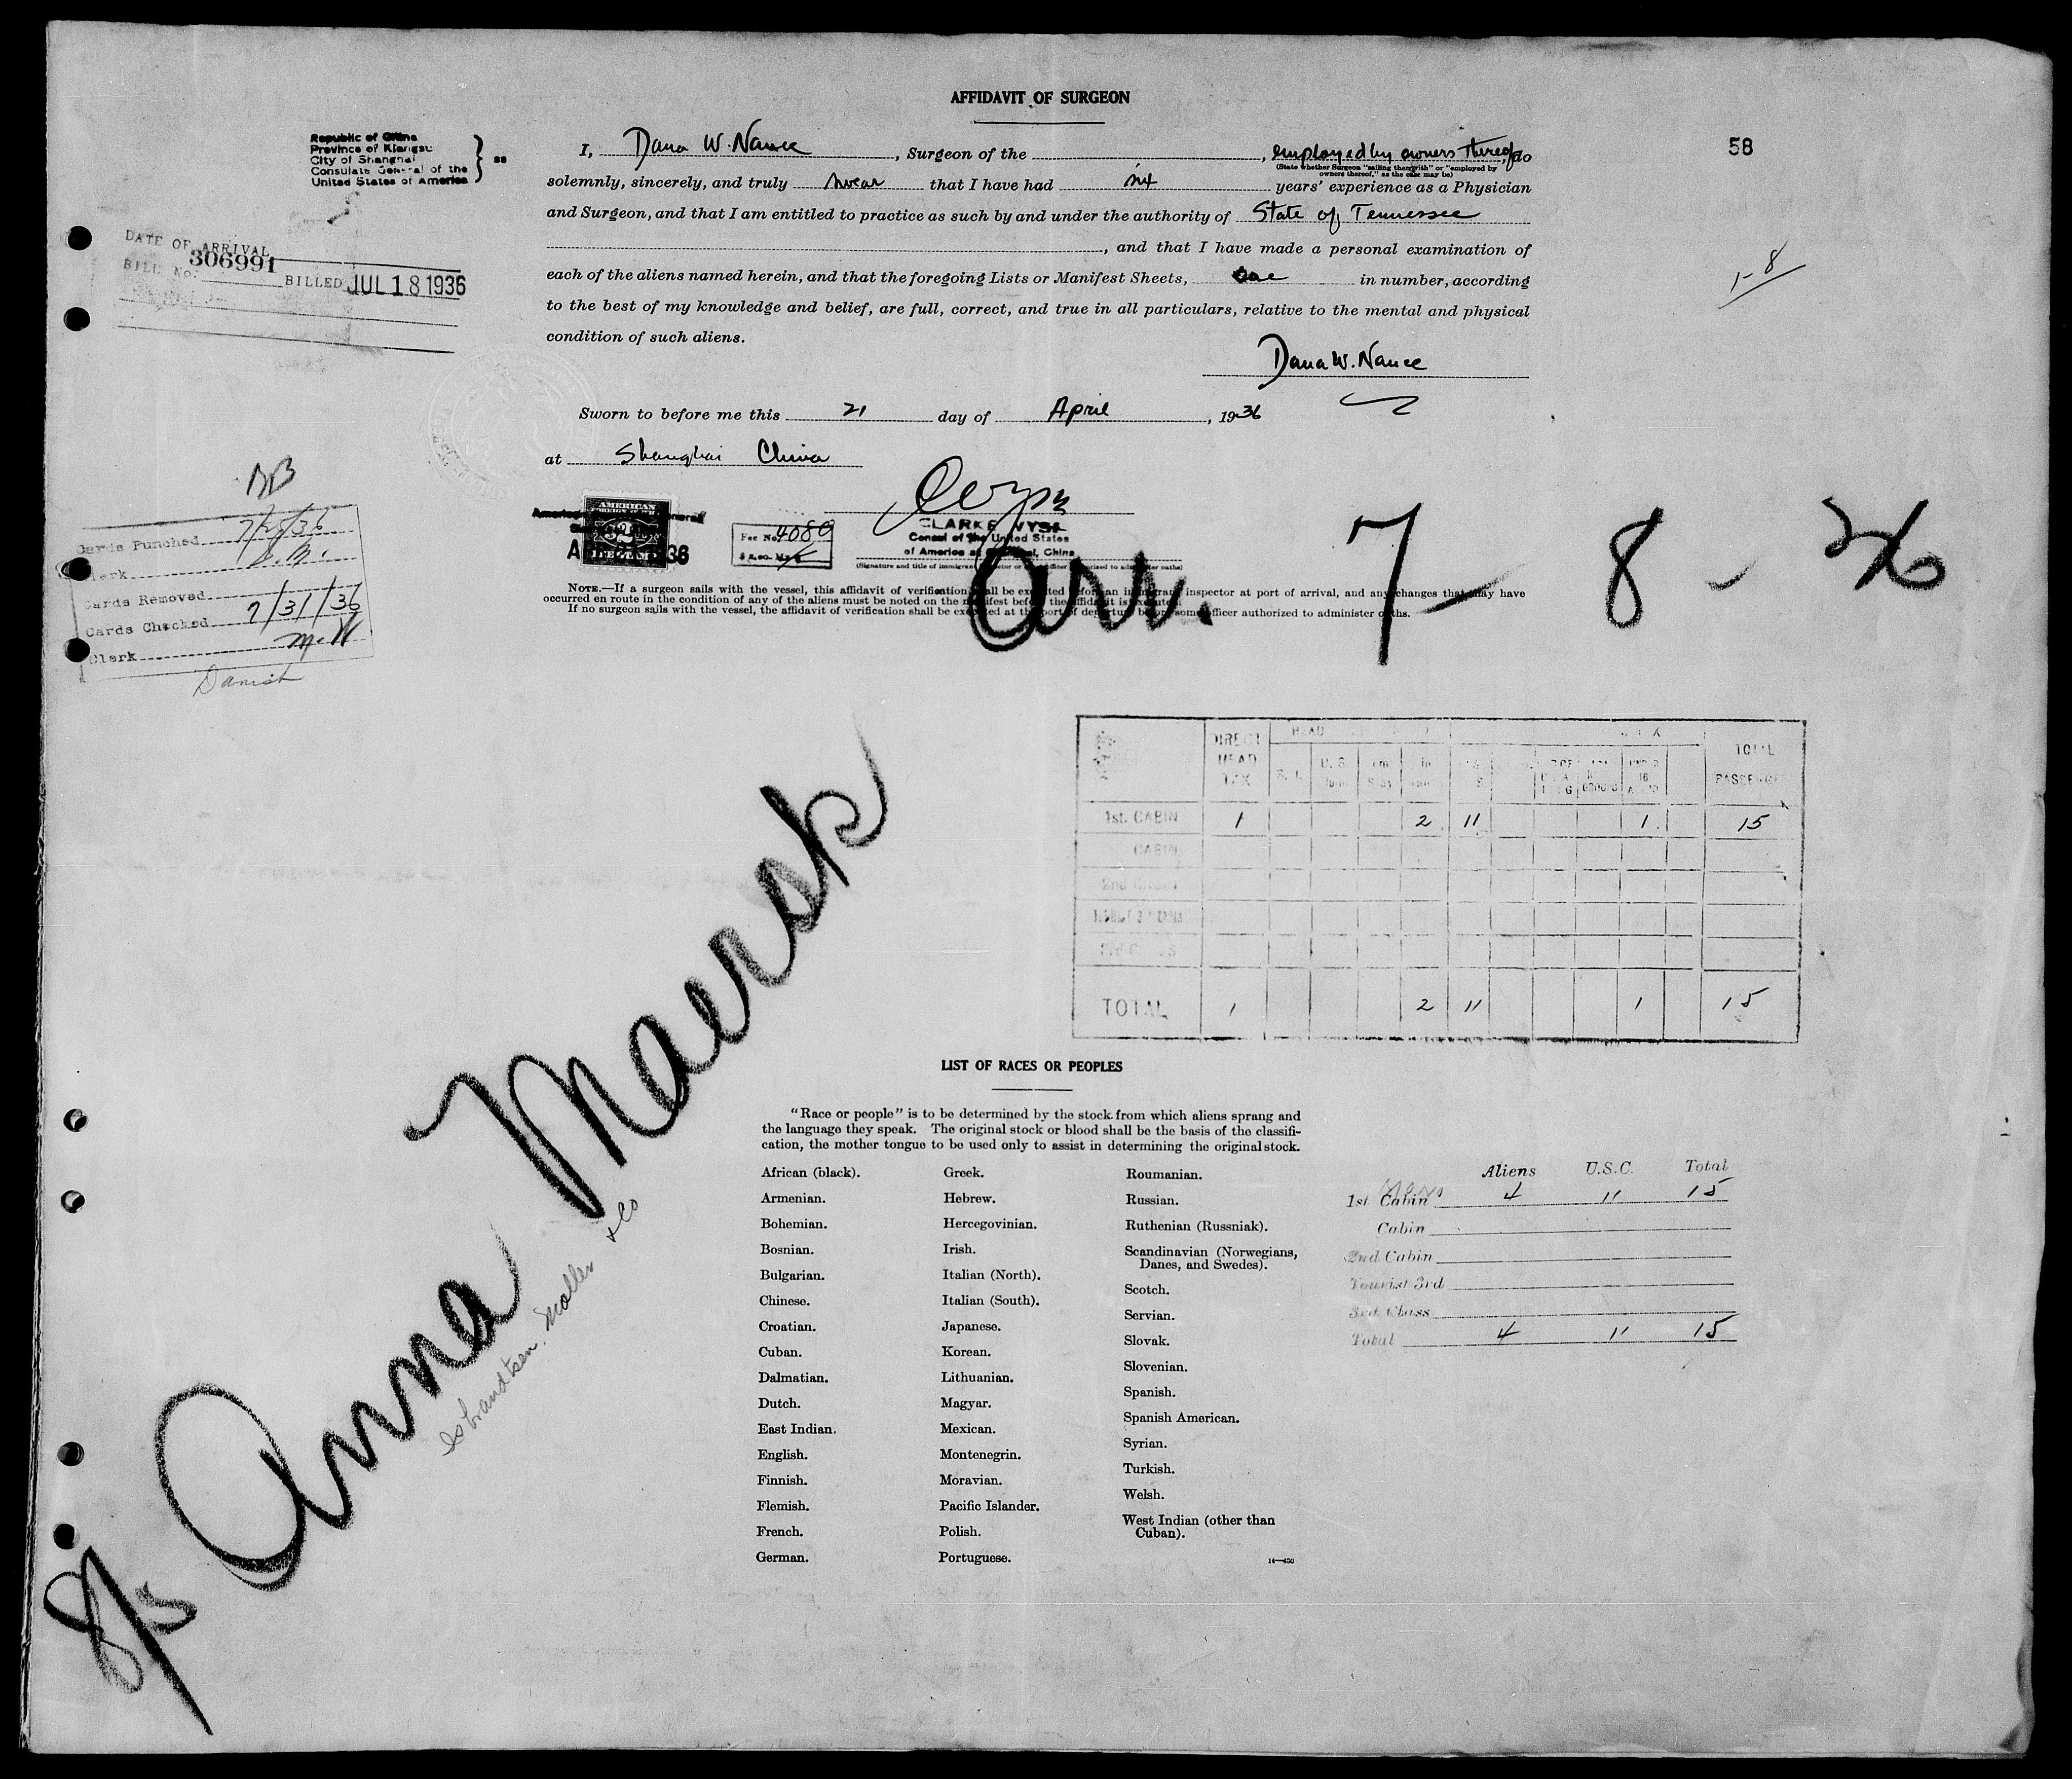 AFFIDAVIT OF SURGEON
58
Republic of China
Province of Kiangsu
City of Shanghai
Consulate General of the
United States of America
} ss
I, Dana W. Nance, Surgeon of the , employed by owners thereof, do
(State whether Surgeon "sailing therewith" or "employed by
owners thereof," as the case may be)
solemnly, sincerely, and truly swear that I have had six years' experience as a Physician
and Surgeon, and that I am entitled to practice as such by and under the authority of State of Tennessee
, and that I have made a personal examination of
each of the aliens named herein, and that the foregoing Lists or Manifest Sheets, One in number, according
to the best of my knowledge and belief, are full, correct, and true in all particulars, relative to the mental and physical
condition of such aliens.
Dana W. Nance
DATE OF ARRIVAL
306991
BILL No. BILLED JUL 18 1936
1-8
Sworn to before me this 21 day of April, 1936
at Shanghai China
AMERICAN
$2
Fee No. 4080
CLARKE VYSE
Consul of the United States
of America at Shanghai, China
NOTE.—If a surgeon sails with the vessel, this affidavit of verification shall be executed before an immigrant inspector at port of arrival, and any changes that may have
occurred en route in the condition of any of the aliens must be noted on the manifest before the affidavit is executed.
If no surgeon sails with the vessel, the affidavit of verification shall be executed at the port of departure before some officer authorized to administer oaths.
Arr. 7 - 8 - 36
Cards Punched 7/28/36
Clerk
Cards Removed
Cards Checked 7/31/36
Clerk M.W
Danish
DIRECT HEAD TAX
TOTAL PASSENGERS
1st. CABIN 1 2 11 1 15
CABIN
TOTAL 1 2 11 1 15
S/s Anna Maersk
Isbrandtsen. Moller & Co
LIST OF RACES OR PEOPLES
"Race or people" is to be determined by the stock from which aliens sprang and
the language they speak. The original stock or blood shall be the basis of the classifi-
cation, the mother tongue to be used only to assist in determining the original stock.
African (black).
Armenian.
Bohemian.
Bosnian.
Bulgarian.
Chinese.
Croatian.
Cuban.
Dalmatian.
Dutch.
East Indian.
English.
Finnish.
Flemish.
French.
German.
Greek.
Hebrew.
Hercegovinian.
Irish.
Italian (North).
Italian (South).
Japanese.
Korean.
Lithuanian.
Magyar.
Mexican.
Montenegrin.
Moravian.
Pacific Islander.
Polish.
Portuguese.
Roumanian.
Russian.
Ruthenian (Russniak).
Scandinavian (Norwegians,
Danes, and Swedes).
Scotch.
Servian.
Slovak.
Slovenian.
Spanish.
Spanish American.
Syrian.
Turkish.
Welsh.
West Indian (other than
Cuban).
Aliens U.S.C. Total
1st Cabin 4 11 15
Cabin
2nd Cabin
Tourist 3rd
3rd Class
Total 4 11 15